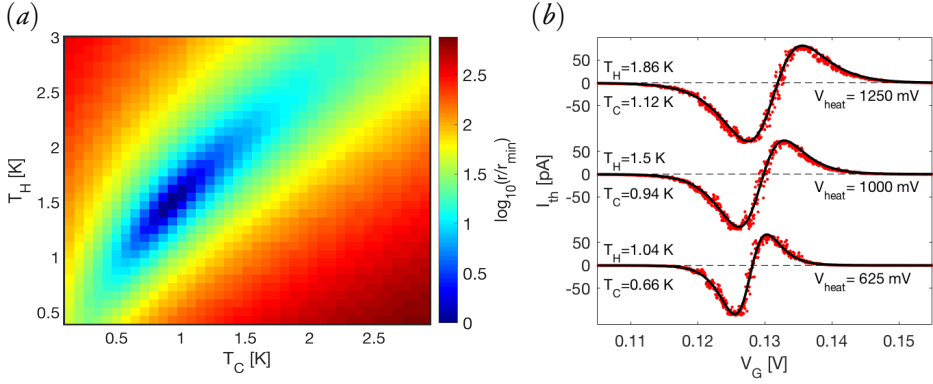 (a)
3
2.5
2
1.5
1
0.5
T_H [K]
0.5 1 1.5 2 2.5
T_C [K]
2.5
2
1.5
1
0.5
0
log_10(r/r_min)
(b)
50
0
-50
50
0
-50
50
0
-50
I_th [pA]
T_H=1.86 K
T_C=1.12 K
V_heat= 1250 mV
T_H=1.5 K
T_C=0.94 K
V_heat= 1000 mV
T_H=1.04 K
T_C=0.66 K
V_heat= 625 mV
0.11 0.12 0.13 0.14 0.15
V_G [V]